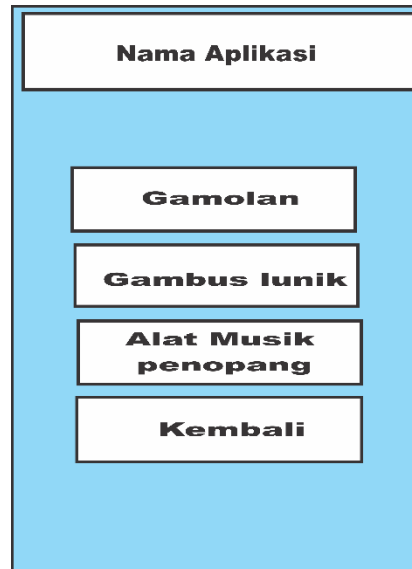 Nama Aplikasi
Gamolan
Gambus lunik
Alat Musik
penopang
Kembali